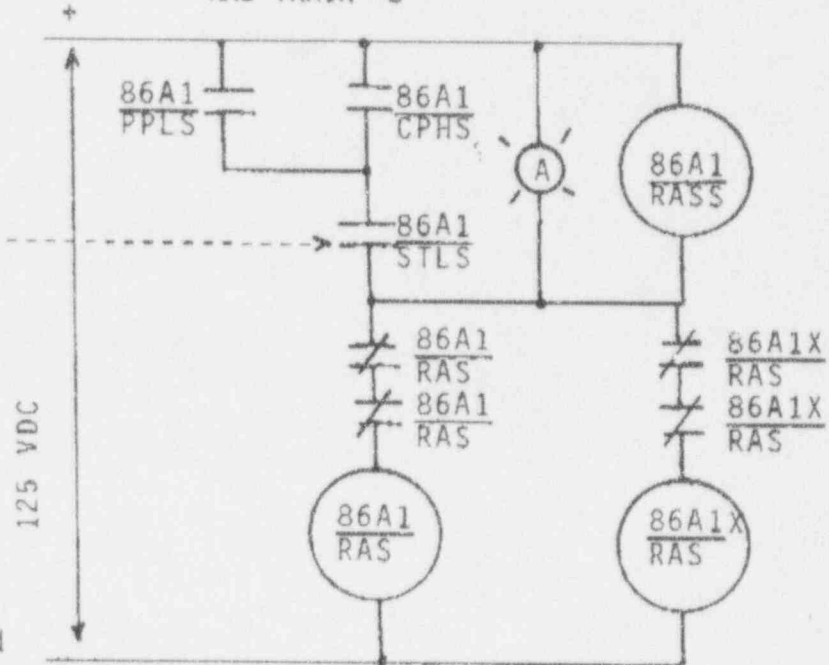 +
86A1
PPLS
86A1
CPHS
A
86A1
RASS
86A1
STLS
86A1
RAS
86A1
RAS
86A1X
RAS
86A1X
RAS
125 VDC
86A1
RAS
86A1X
RAS